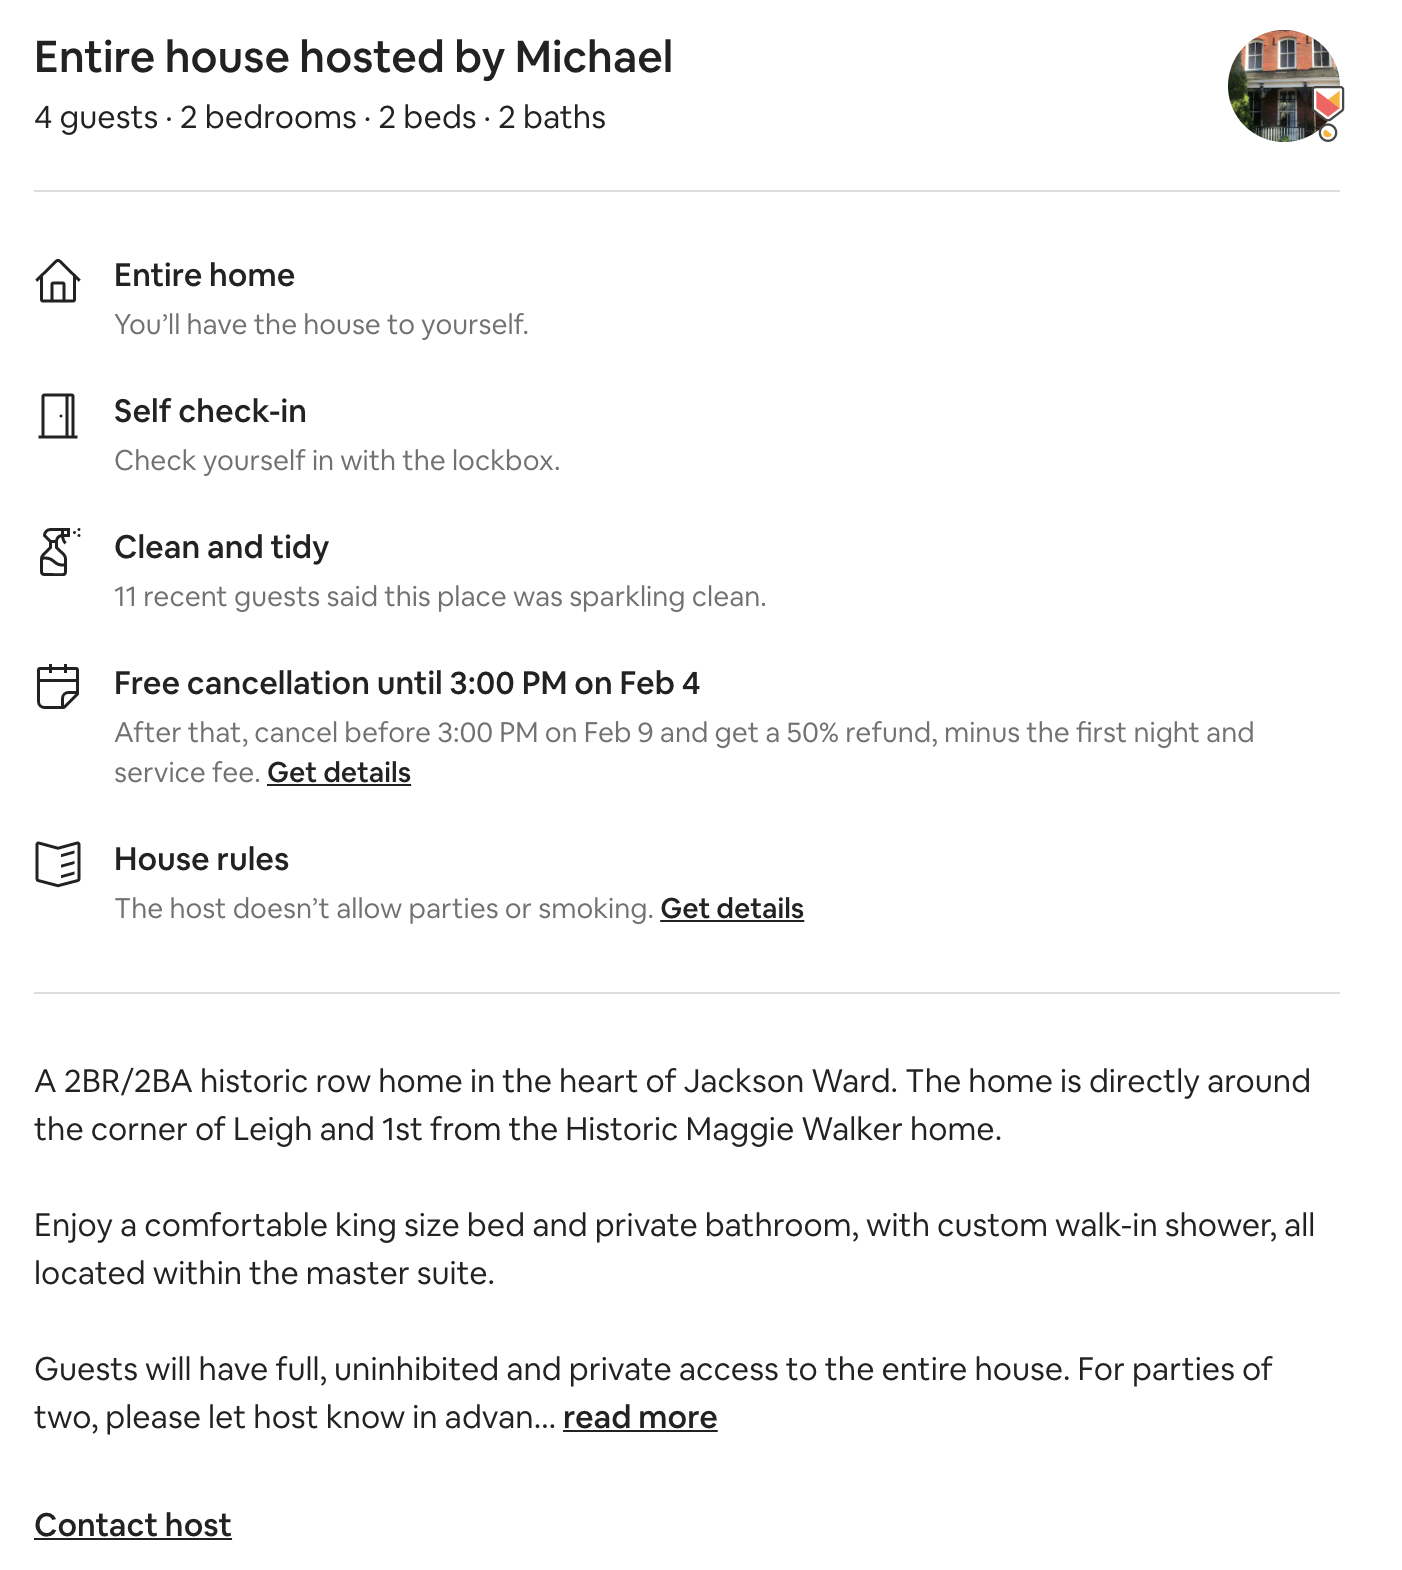 Entire house hosted by Michael
4 guests · 2 bedrooms · 2 beds · 2 baths
Entire home
You’ll have the house to yourself.
Self check-in
Check yourself in with the lockbox.
Clean and tidy
11 recent guests said this place was sparkling clean.
Free cancellation until 3:00 PM on Feb 4
After that, cancel before 3:00 PM on Feb 9 and get a 50% refund, minus the first night and
service fee. Get details
House rules
The host doesn’t allow parties or smoking. Get details
A 2BR/2BA historic row home in the heart of Jackson Ward. The home is directly around
the corner of Leigh and 1st from the Historic Maggie Walker home.
Enjoy a comfortable king size bed and private bathroom, with custom walk-in shower, all
located within the master suite.
Guests will have full, uninhibited and private access to the entire house. For parties of
two, please let host know in advan... read more
Contact host